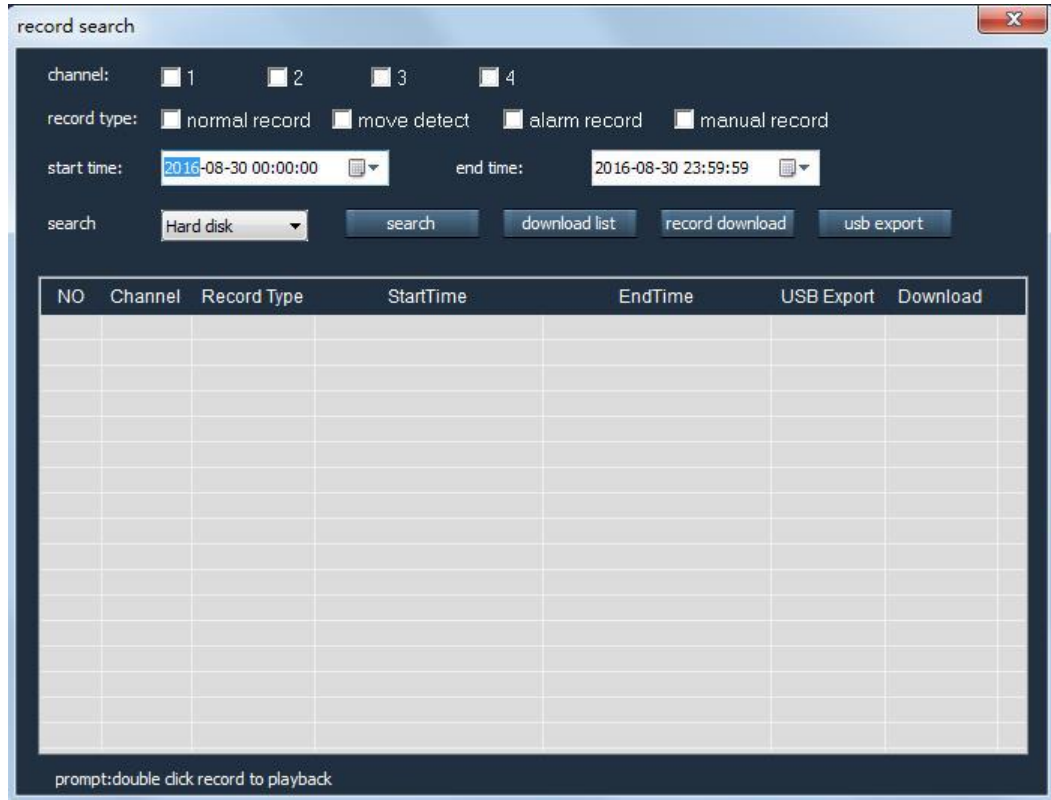 record search
channel: 1 2 3 4
record type: normal record move detect alarm record manual record
start time: 2016-08-30 00:00:00 end time: 2016-08-30 23:59:59
search Hard disk search download list record download usb export
NO Channel Record Type StartTime EndTime USB Export Download
prompt:double click record to playback